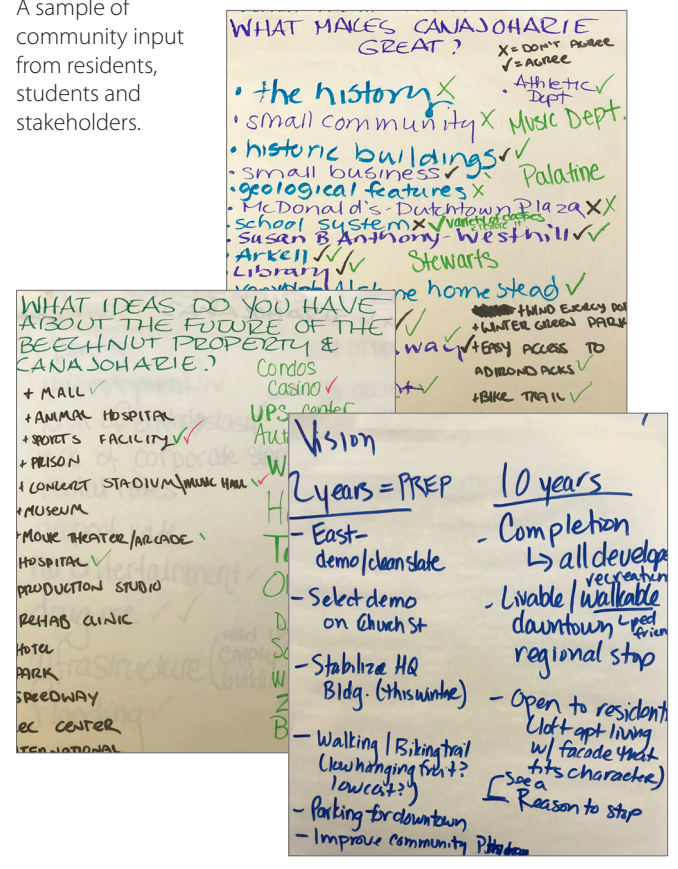 A sample of
community input
from residents,
students and
stakeholders.
WHAT MAKES CANAJOHARIE
GREAT?
X = DON'T AGREE
✓ = AGREE
• the history X
• small community X
• historic buildings ✓✓
• small business ✓
• geological features X
• McDonald's - Dutchtown Plaza XX
• school system X ✓ variety of classes
• Susan B Anthony - Westhill ✓✓
• Arkell ✓✓✓
• Library ✓✓
homestead ✓
• Athletic ✓
Dept
Music Dept.
Palatine
Stewarts
+ WIND ENERGY
+ WINTER GREEN PARK
+ EASY ACCESS TO
ADIRONDACKS ✓
+ BIKE TRAIL ✓
WHAT IDEAS DO YOU HAVE
ABOUT THE FUTURE OF THE
BEECHNUT PROPERTY &
CANAJOHARIE?
+ MALL ✓
+ ANIMAL HOSPITAL
+ SPORTS FACILITY ✓✓
+ PRISON
+ CONCERT STADIUM/MUSIC HALL ✓
+ MUSEUM
+ MOVIE THEATER/ARCADE
HOSPITAL ✓
PRODUCTION STUDIO
REHAB CLINIC
HOTEL
PARK
SPEEDWAY
EC CENTER
Condos
Casino ✓
UPS center
Vision
2 years = PREP
- East-
demo/clean slate
- Select demo
on Church St
- Stabilize HQ
Bldg. (this winter)
- Walking/Biking trail
(low hanging fruit?
low cost?)
- Parking for downtown
- Improve community
10 years
- Completion
↳ all develop
recreation
- Livable/walkable
downtown ↳ ped
frien
regional stop
- Open to resident
(loft apt living
w/ facade that
fits character)
See a
Reason to stop